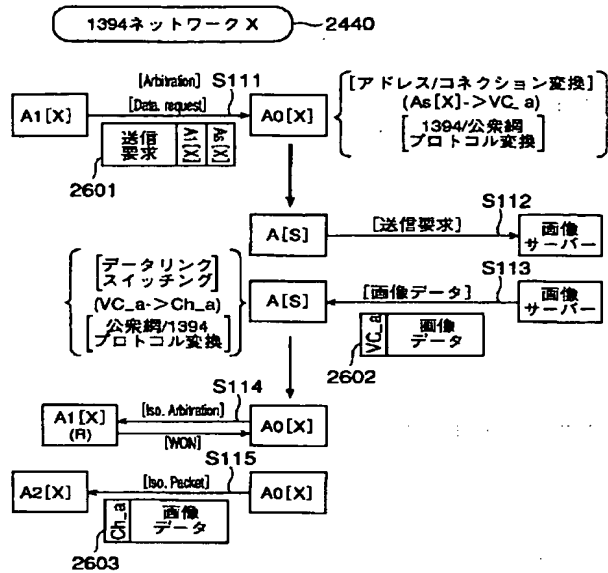 1394ネットワーク X
2440
[Arbitration]
[Data. request]
S111
A1[X]
A0[X]
送信
要求
A1[X]
As[X]
2601
[アドレス/コネクション変換]
(As[X]->VC_a)
[1394/公衆網
プロトコル変換]
A[S]
[送信要求]
S112
画像
サーバー
[データリンク
スイッチング]
(VC_a->Ch_a)
[公衆網/1394
プロトコル変換]
A[S]
[画像データ]
S113
画像
サーバー
VC_a
画像
データ
2602
A1[X]
(R)
[Iso. Arbitration]
S114
[WON]
A0[X]
A2[X]
[Iso. Packet]
S115
A0[X]
Ch_a
画像
データ
2603